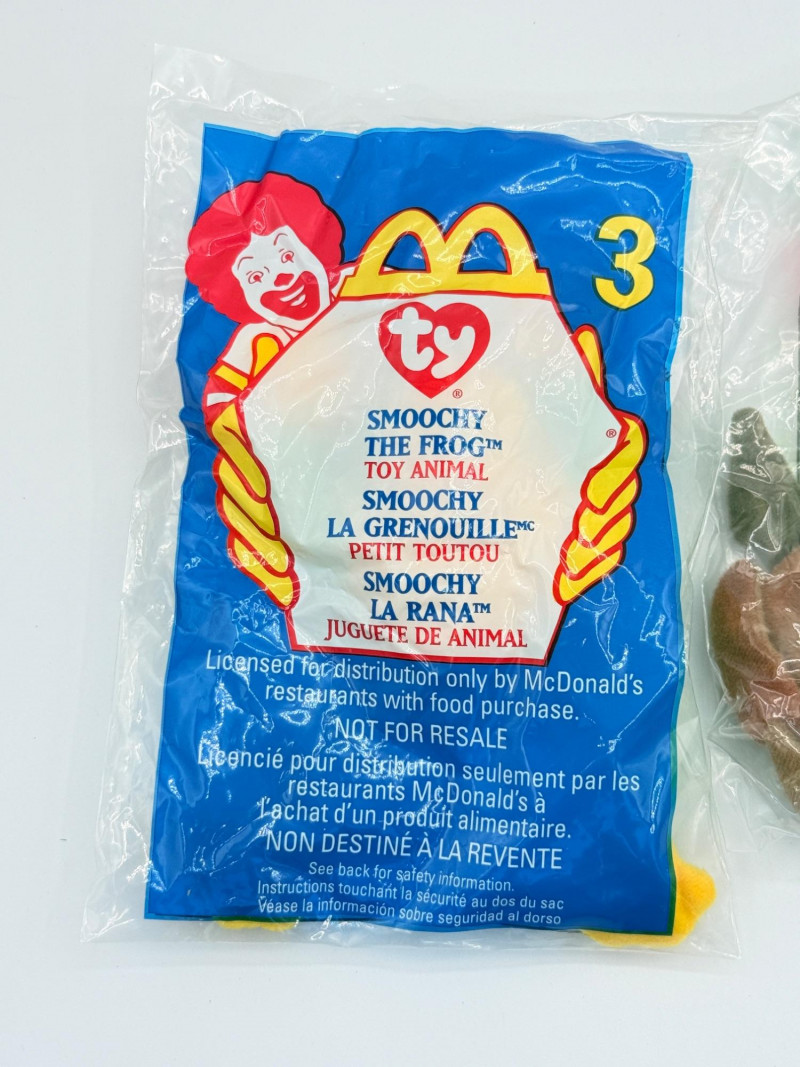 3
ty
®
SMOOCHY
THE FROG™
®
TOY ANIMAL
SMOOCHY
LA GRENOUILLEMC
PETIT TOUTOU
SMOOCHY
LA RANA™
JUGUETE DE ANIMAL
Licensed for distribution only by McDonald's
restaurants with food purchase.
NOT FOR RESALE
Licencié pour distribution seulement par les
restaurants McDonald's à
l'achat d'un produit alimentaire.
NON DESTINÉ À LA REVENTE
See back for safety information.
Instructions touchant la sécurité au dos du sac
Véase la información sobre seguridad al dorso